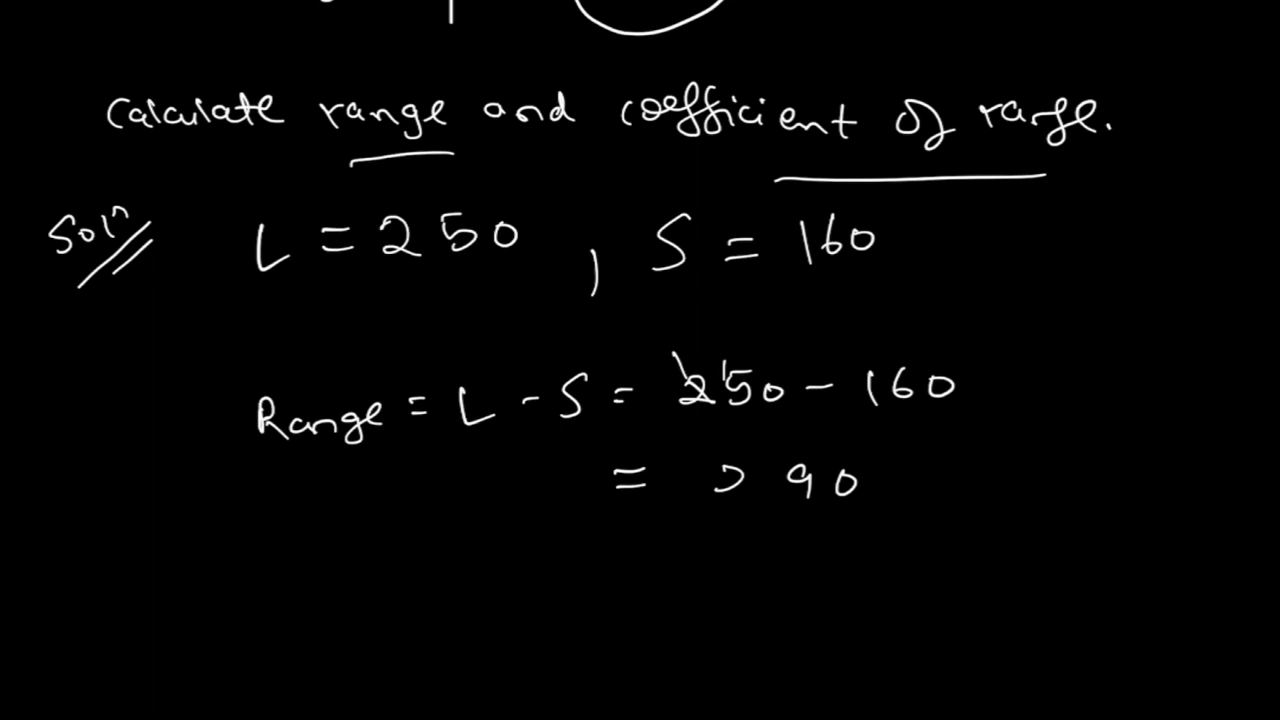 Calculate range and coefficient of range.
Soln L = 250 , S = 160
Range = L - S = 250 - 160
= 90